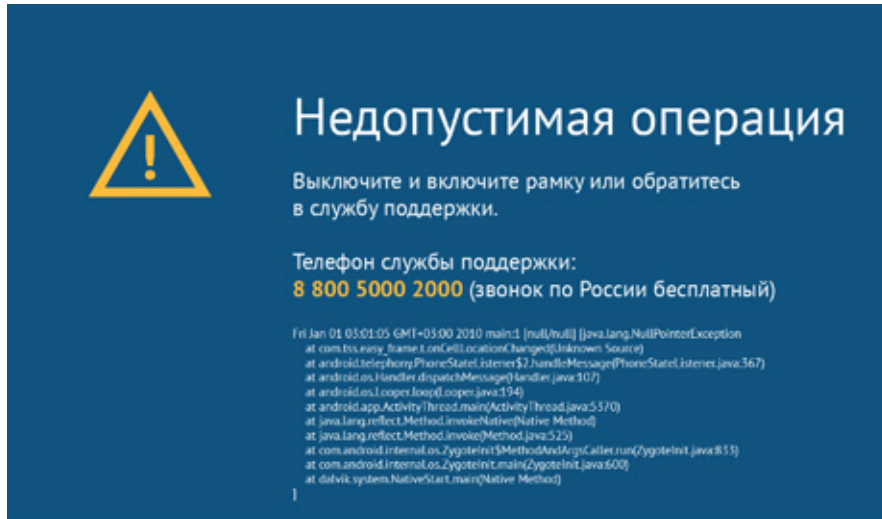 Недопустимая операция
Выключите и включите рамку или обратитесь
в службу поддержки.
Телефон службы поддержки:
8 800 5000 2000 (звонок по России бесплатный)
Fri Jan 01 03:01:05 GMT+03:00 2010 main:1 [null/null] [java.lang.NullPointerException
at com.tss.easy_frame.t.onCellLocationChanged(Unknown Source)
at android.telephony.PhoneStateListener$2.handleMessage(PhoneStateListener.java:367)
at android.os.Handler.dispatchMessage(Handler.java:107)
at android.os.Looper.loop(Looper.java:194)
at android.app.ActivityThread.main(ActivityThread.java:5370)
at java.lang.reflect.Method.invokeNative(Native Method)
at java.lang.reflect.Method.invoke(Method.java:525)
at com.android.internal.os.ZygoteInit$MethodAndArgsCaller.run(ZygoteInit.java:833)
at com.android.internal.os.ZygoteInit.main(ZygoteInit.java:600)
at dalvik.system.NativeStart.main(Native Method)
]